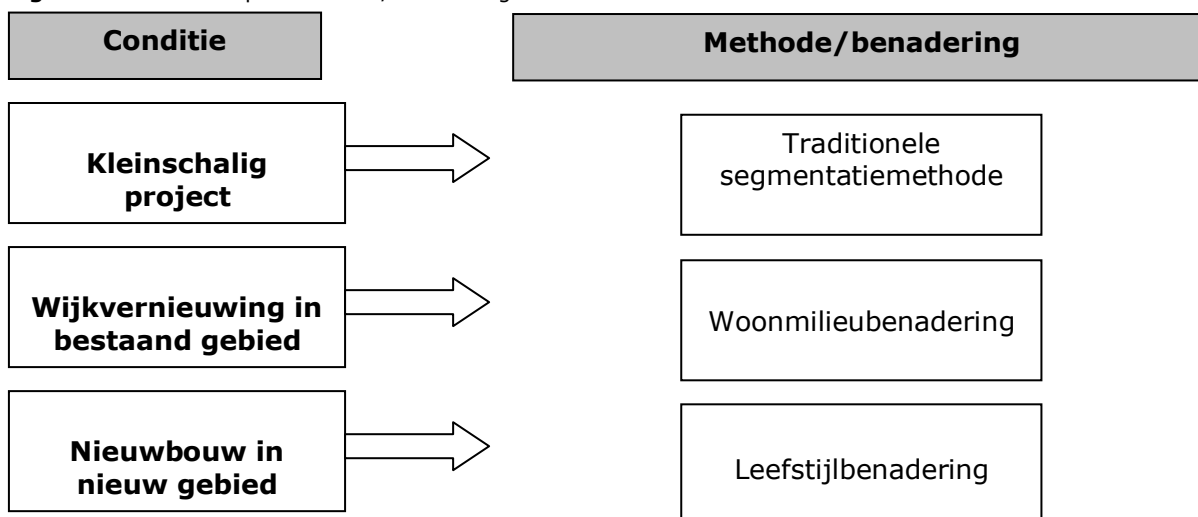 Conditie
Methode/benadering
Kleinschalig
project
Traditionele
segmentatiemethode
Wijkvernieuwing in
bestaand gebied
Woonmilieubenadering
Nieuwbouw in
nieuw gebied
Leefstijlbenadering